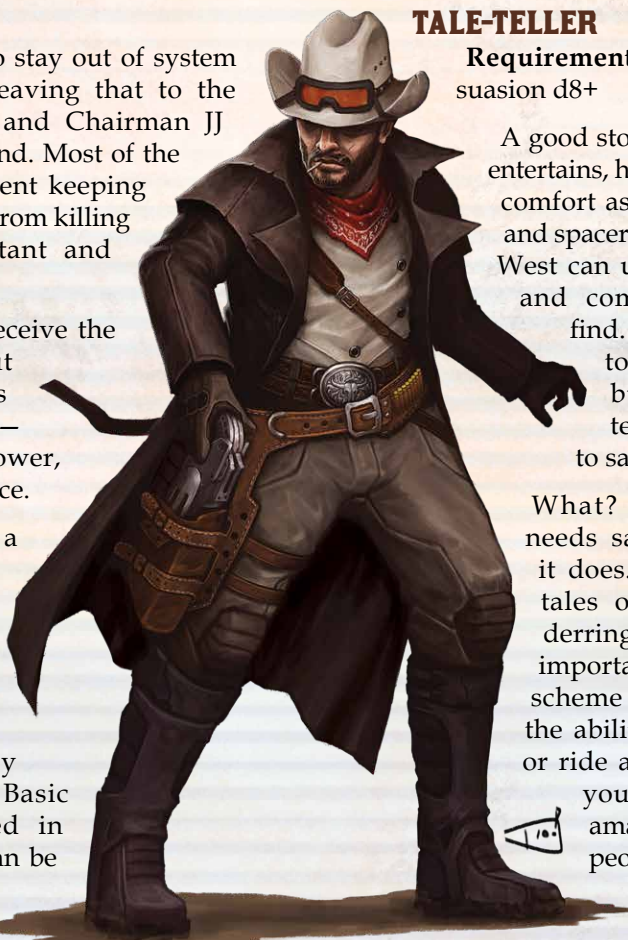 o stay out of system
eaving that to the
and Chairman JJ
nd. Most of the
ent keeping
rom killing
tant and
eceive the
ut
s
—
ower,
ce.
a
y
Basic
ed in
an be
TALE-TELLER
Requirement
suasion d8+
A good sto
entertains, h
comfort as
and spacer
West can u
and com
find.
to
b
te
to sa
What?
needs sa
it does.
tales o
derring
importa
scheme
the abili
or ride a
you
ama
peo